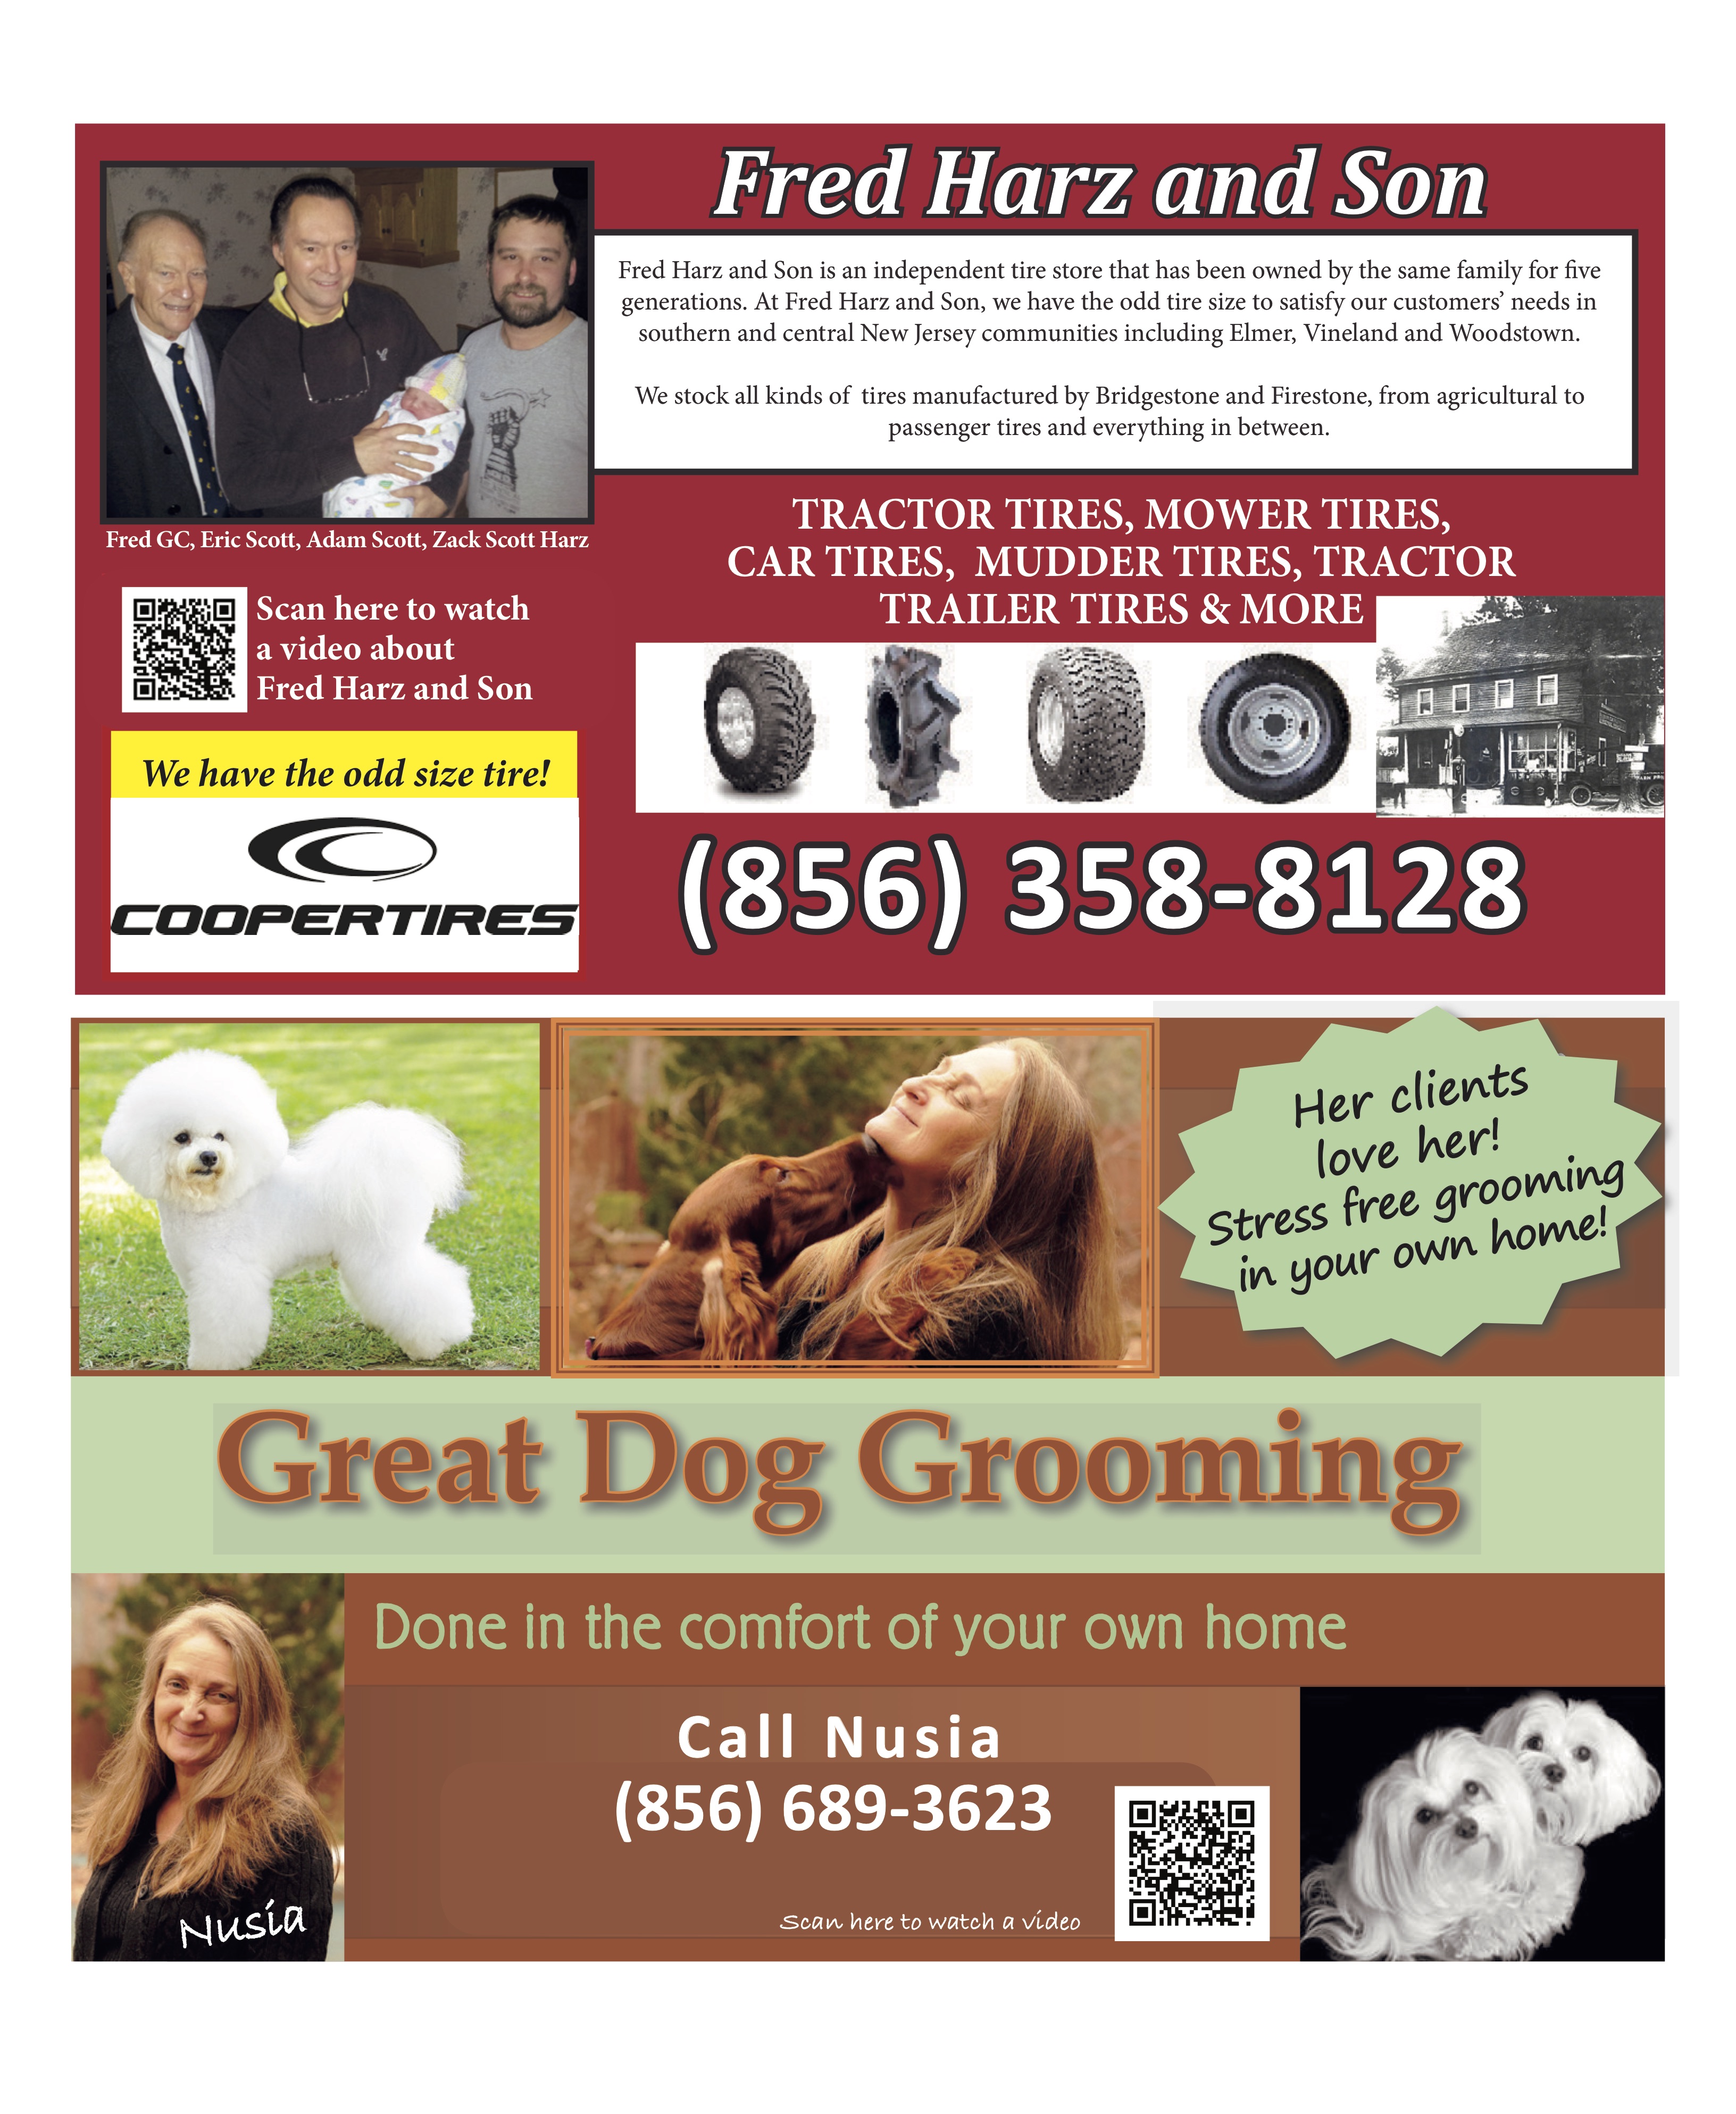 Fred Harz and Son
Fred Harz and Son is an independent tire store that has been owned by the same family for five
generations. At Fred Harz and Son, we have the odd tire size to satisfy our customers’ needs in
southern and central New Jersey communities including Elmer, Vineland and Woodstown.
We stock all kinds of  tires manufactured by Bridgestone and Firestone, from agricultural to
passenger tires and everything in between.
Fred GC, Eric Scott, Adam Scott, Zack Scott Harz
TRACTOR TIRES, MOWER TIRES,
CAR TIRES,  MUDDER TIRES, TRACTOR
TRAILER TIRES & MORE
Scan here to watch
a video about
Fred Harz and Son
We have the odd size tire!
COOPERTIRES
(856) 358-8128
Her clients
love her!
Stress free grooming
in your own home!
Great Dog Grooming
Done in the comfort of your own home
Call Nusia
(856) 689-3623
Nusia
Scan here to watch a video